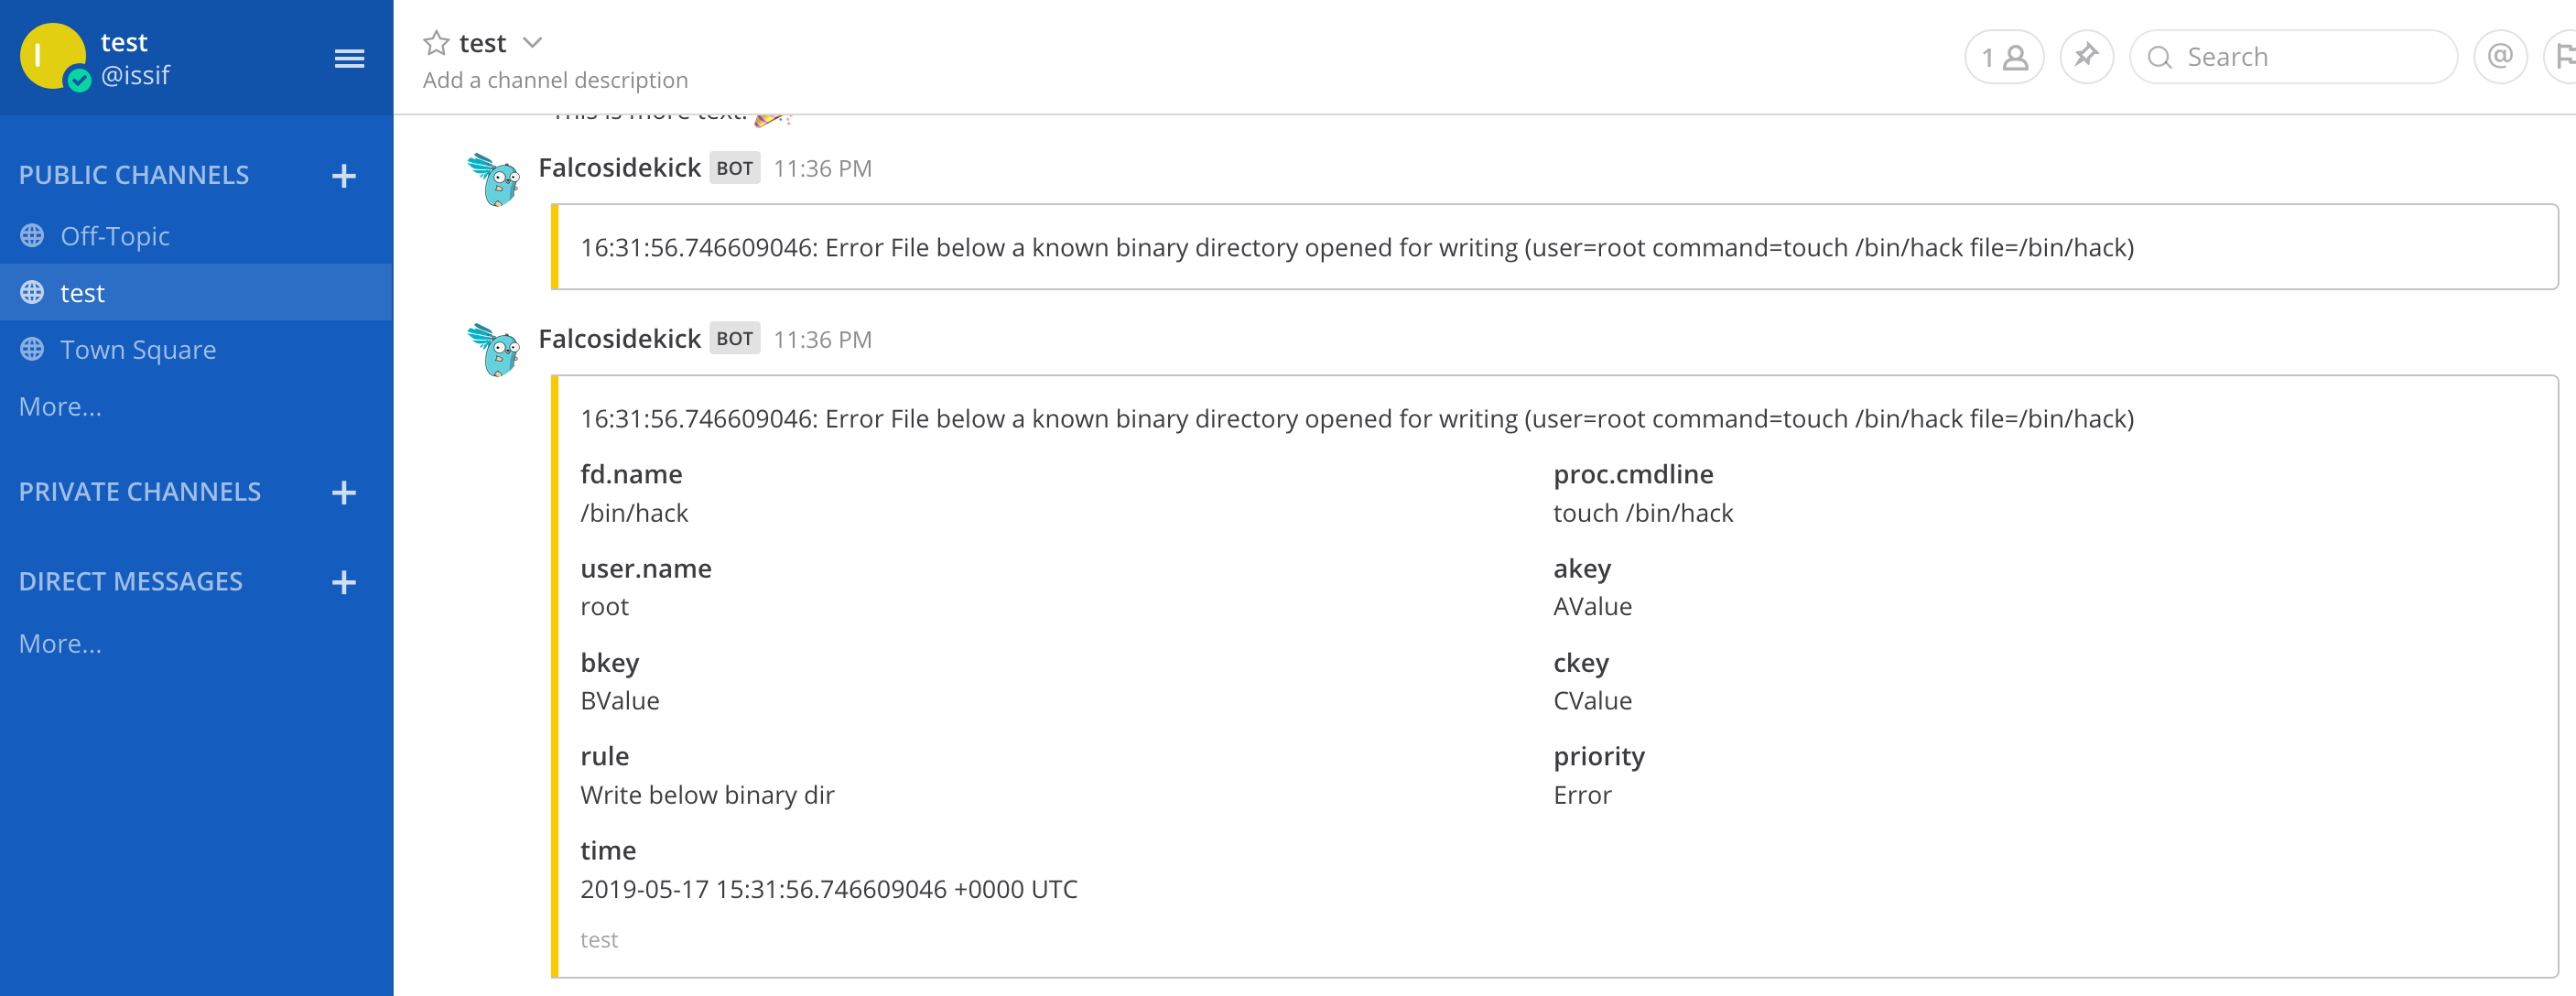 test
@issif
PUBLIC CHANNELS +
Off-Topic
test
Town Square
More...
PRIVATE CHANNELS +
DIRECT MESSAGES +
More...
test
Add a channel description
1
Search
@
This is more text.
Falcosidekick BOT 11:36 PM
16:31:56.746609046: Error File below a known binary directory opened for writing (user=root command=touch /bin/hack file=/bin/hack)
Falcosidekick BOT 11:36 PM
16:31:56.746609046: Error File below a known binary directory opened for writing (user=root command=touch /bin/hack file=/bin/hack)
fd.name
/bin/hack
proc.cmdline
touch /bin/hack
user.name
root
akey
AValue
bkey
BValue
ckey
CValue
rule
Write below binary dir
priority
Error
time
2019-05-17 15:31:56.746609046 +0000 UTC
test